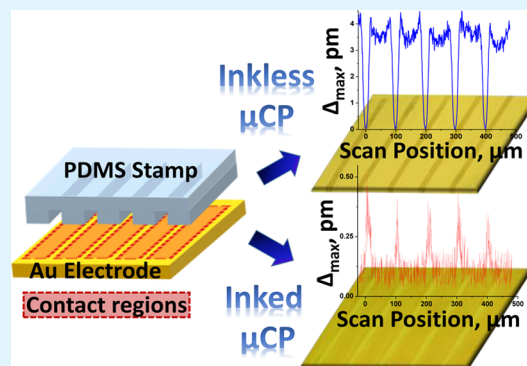 PDMS Stamp
Au Electrode
Contact regions
Inkless
μCP
Inked
μCP
Δmax, pm
4
3
2
1
0
0 100 200 300 400 500
Scan Position, μm
Δmax, pm
0.50
0.25
0.00
0 100 200 300 400 500
Scan Position, μm